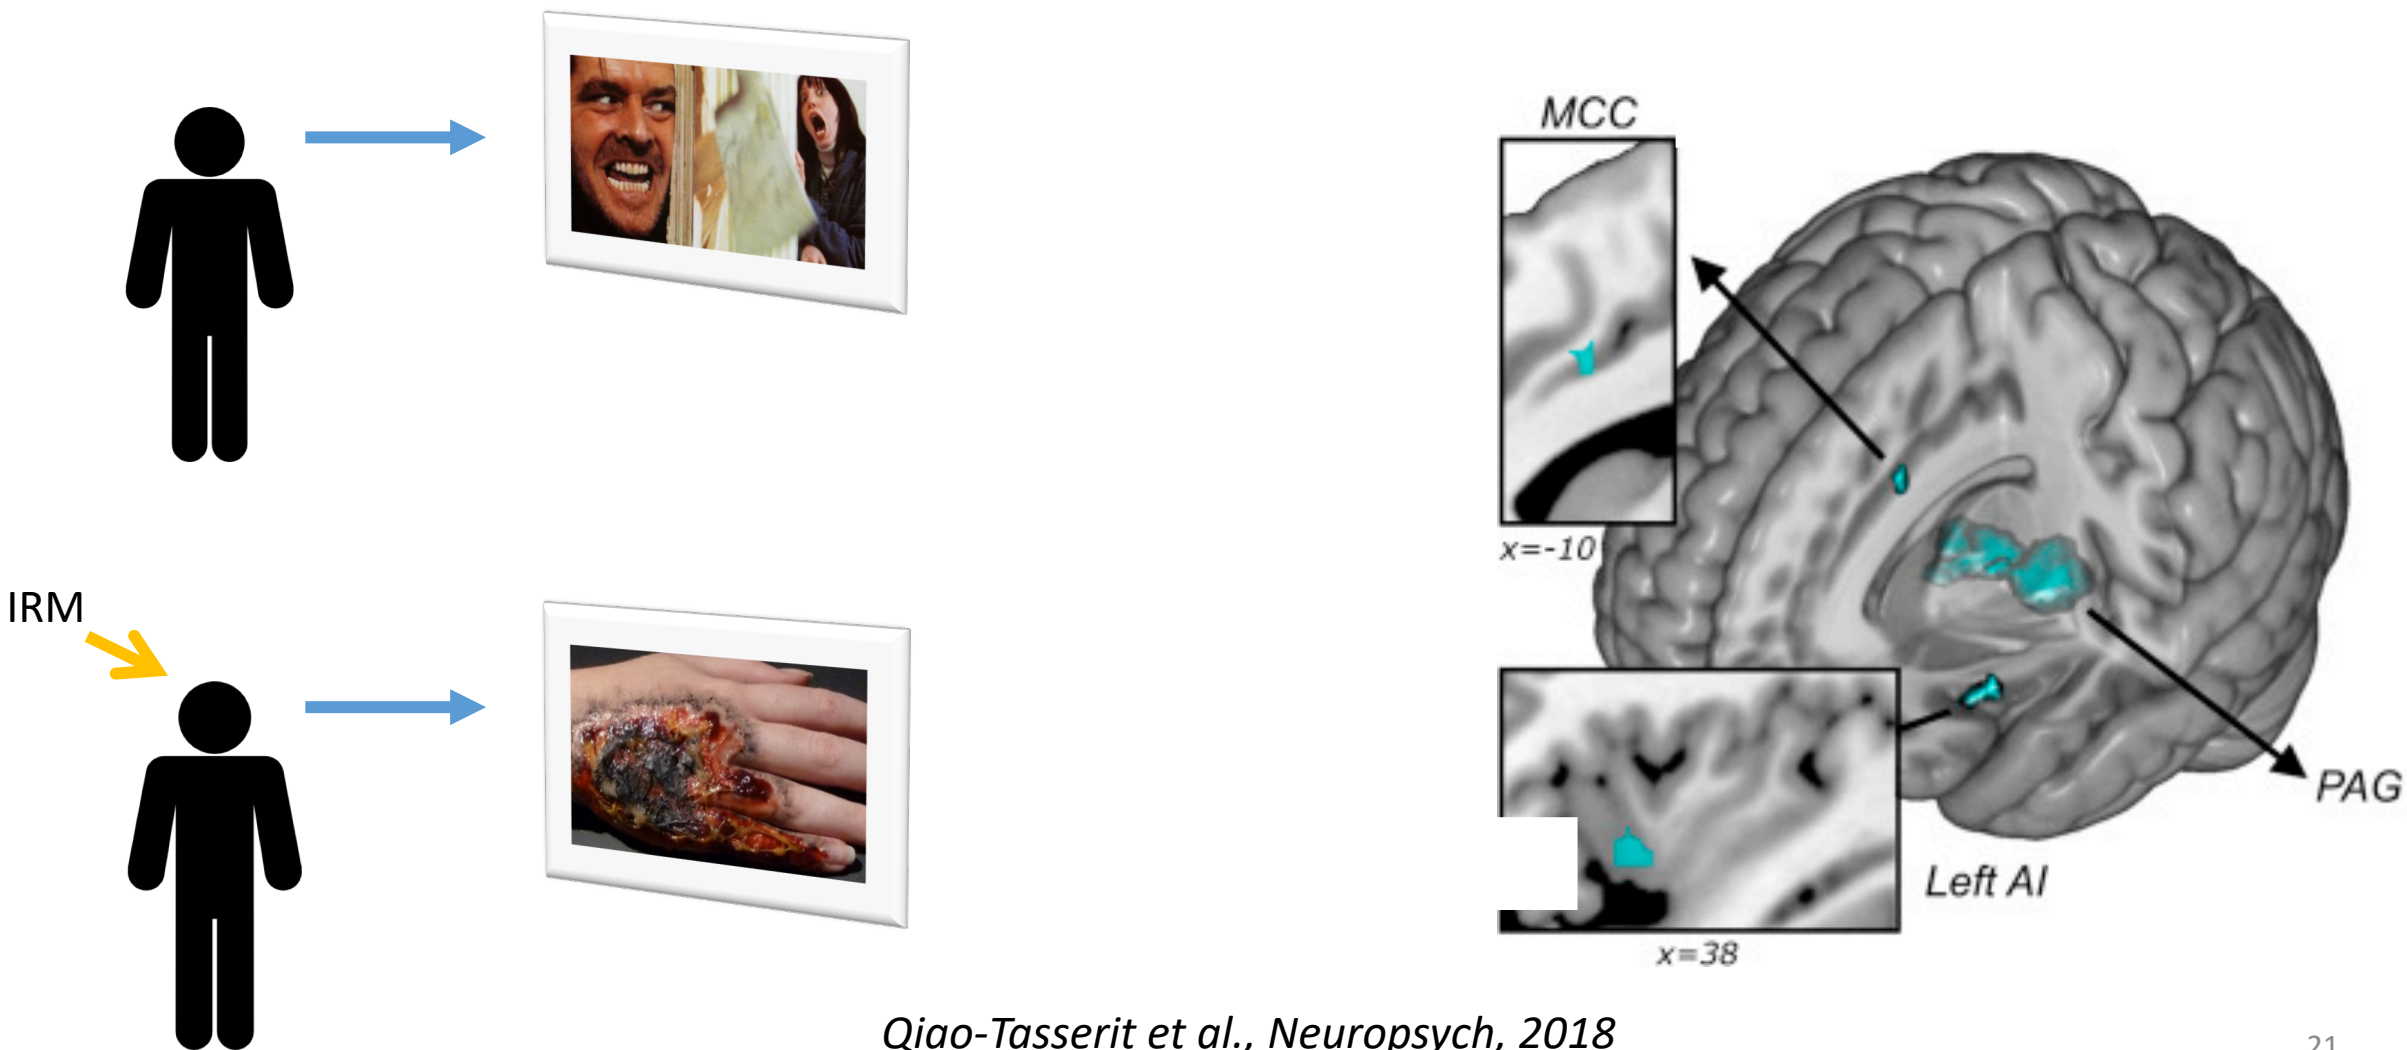 IRM
MCC
x=-10
PAG
Left AI
x=38
Qiao-Tasserit et al., Neuropsych, 2018
21